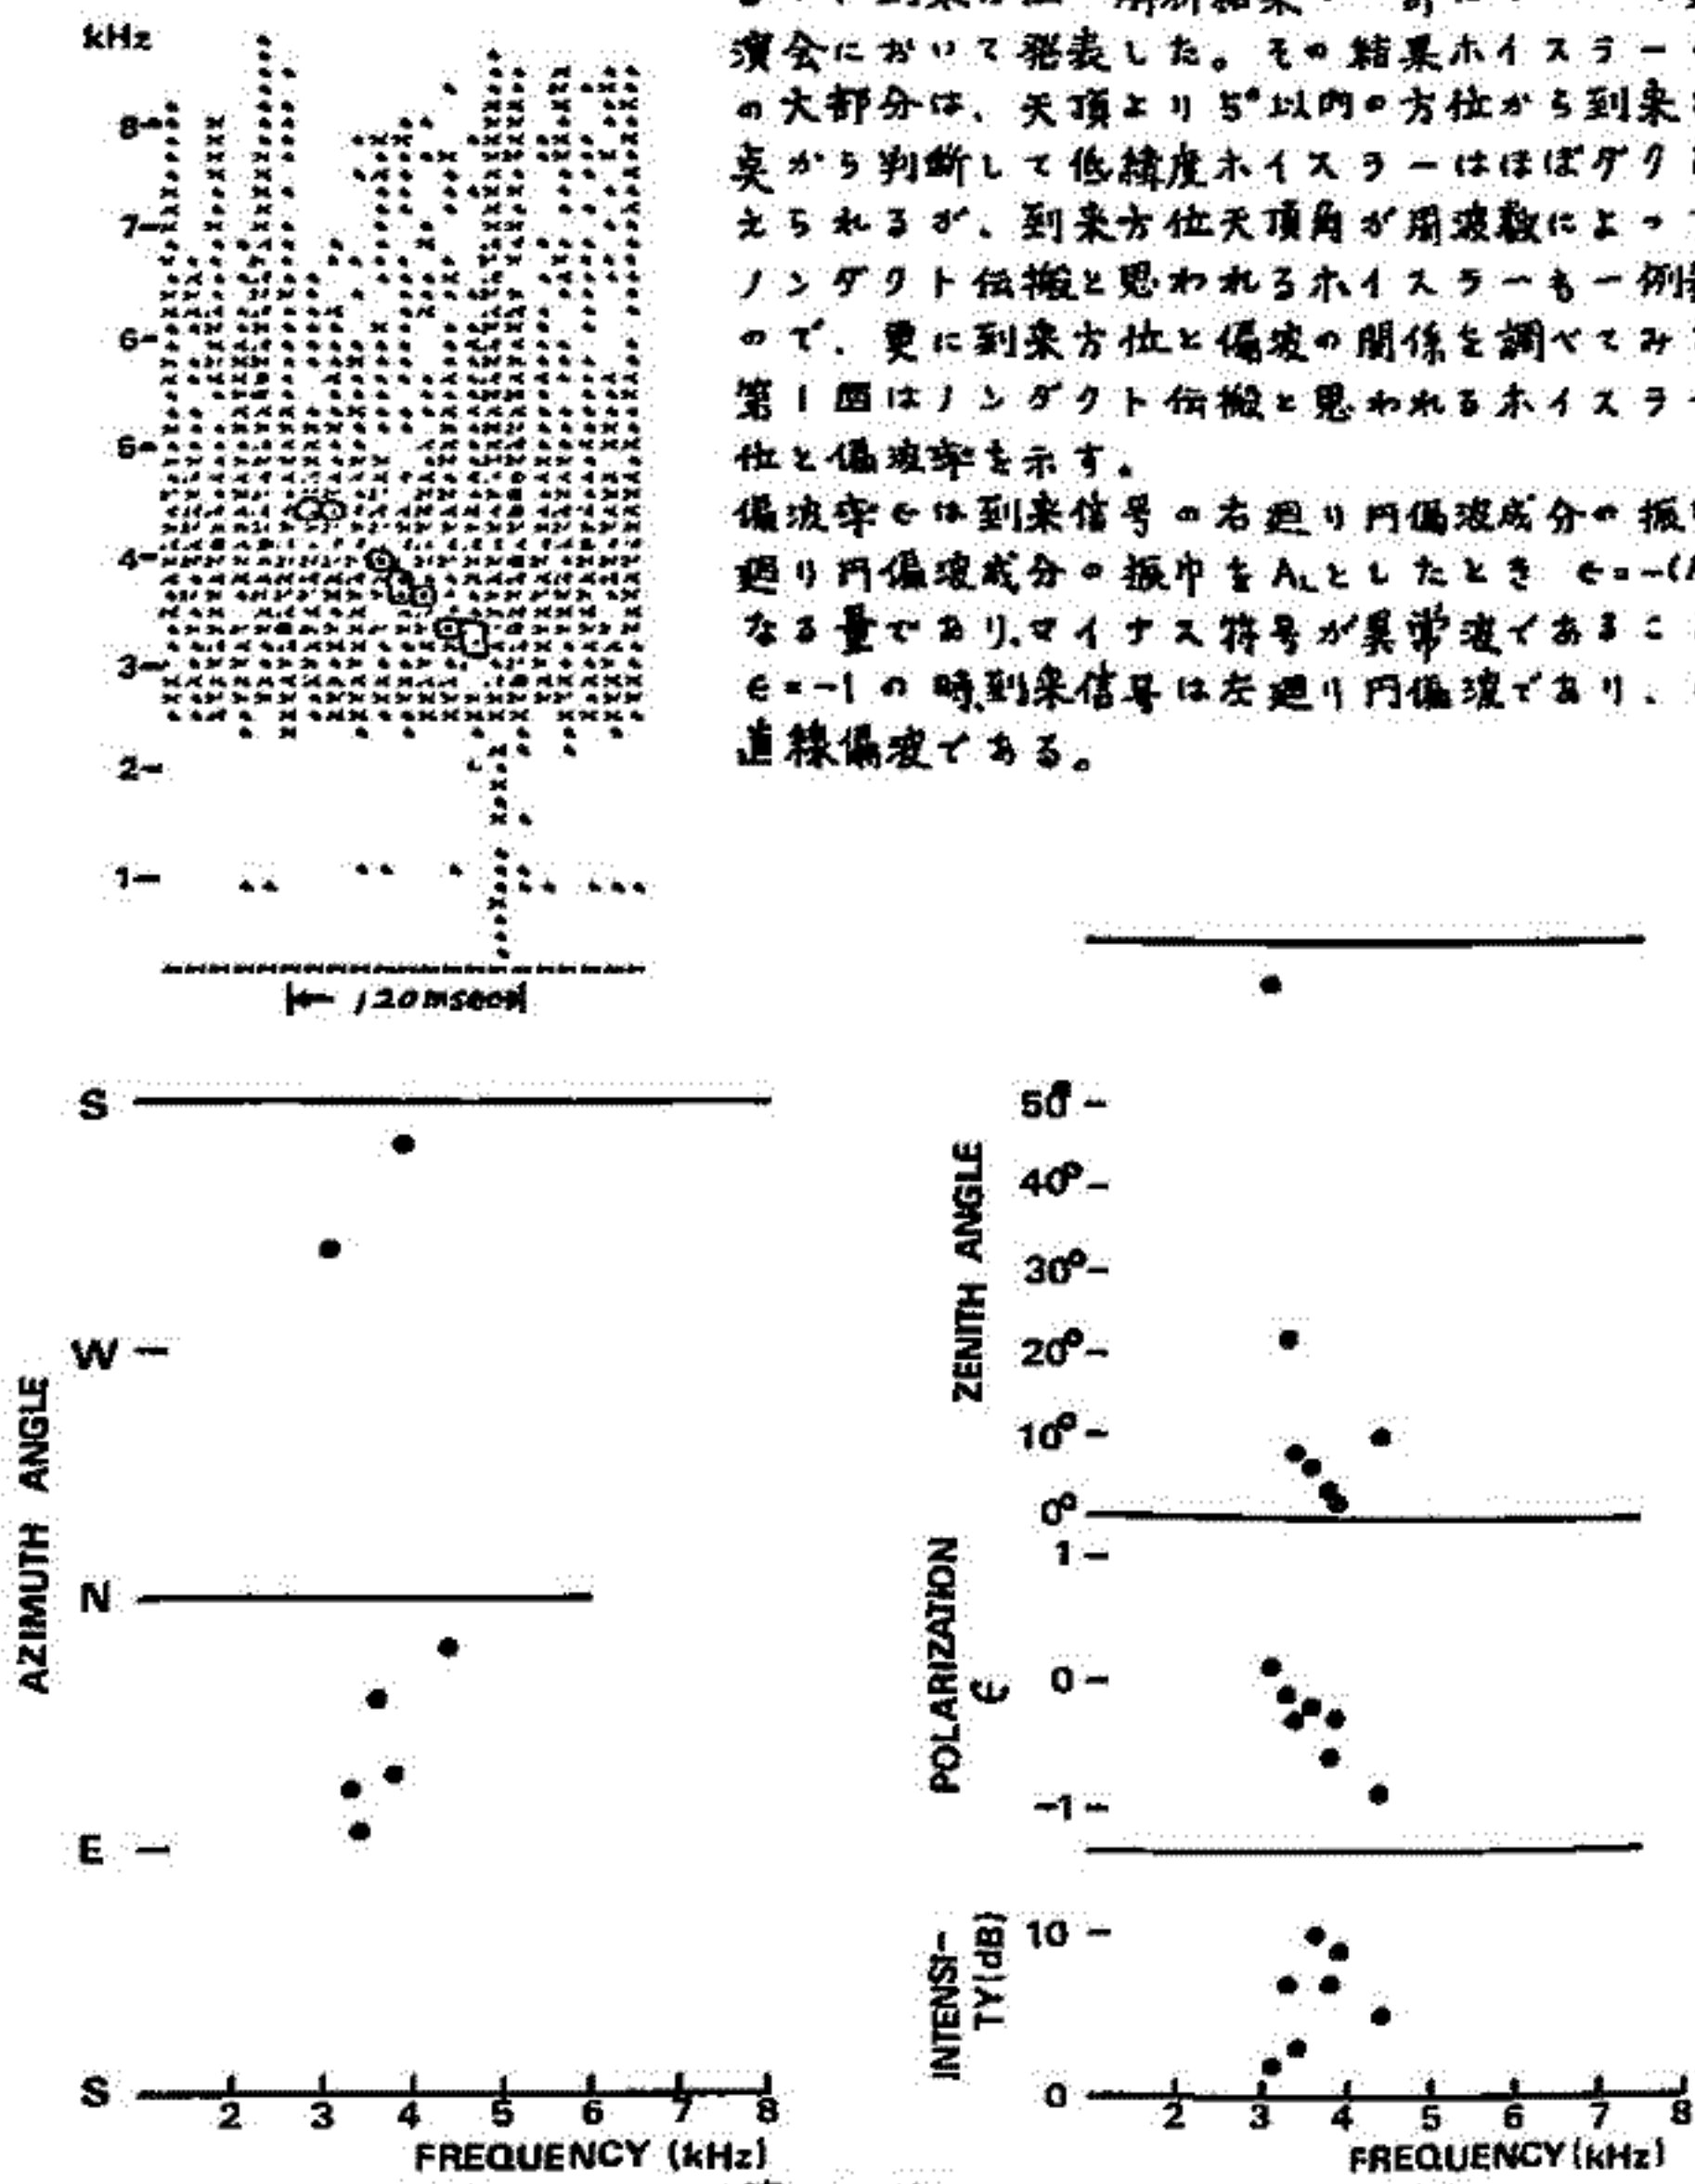 演会において発表した。その結果ホイスラー
の大部分は、天頂より5°以内の方位から到来
奌から判断して低緯度ホイスラーはほぼダク
えられるが、到来方位天頂角が周波数によっ
ノンダクト伝搬と思われるホイスラーも一例
ので、更に到来方位と偏波の関係を調べてみ
第1図はノンダクト伝搬と思われるホイスラー
位と偏波率を示す。
偏波率εは到来信号の右廻り円偏波成分の振
廻り円偏波成分の振巾をALとしたとき ε=-(
なる量であり、マイナス符号が異常波であるこ
ε=-1の時到来信号は左廻り円偏波であり、
直線偏波である。
kHz
8
7
6
5
4
3
2
1
120msec
AZIMUTH ANGLE
S
W
N
E
S
2 3 4 5 6 7 8
FREQUENCY (kHz)
ZENITH ANGLE
50°
40°
30°
20°
10°
0°
POLARIZATION
ε
1
0
-1
INTENSI-
TY(dB)
10
0
2 3 4 5 6 7 8
FREQUENCY(kHz)